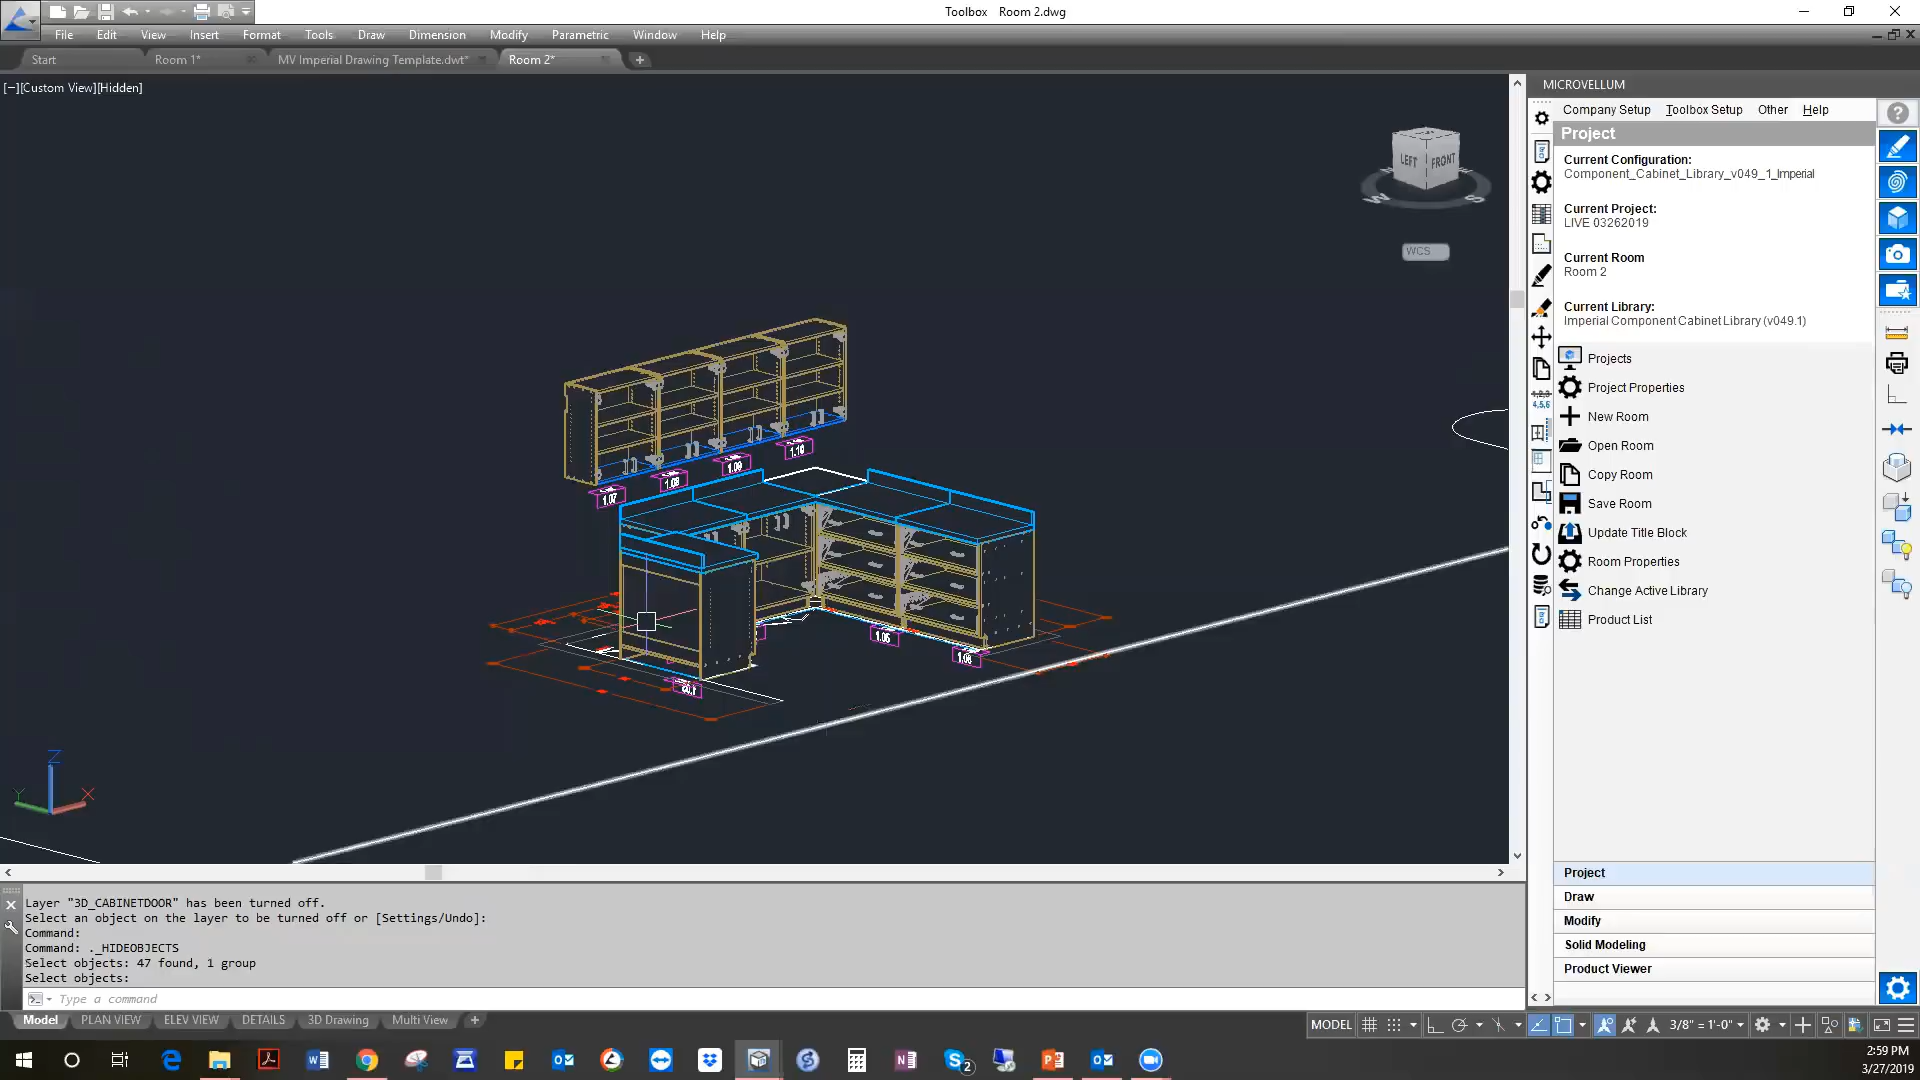 Toolbox Room 2.dwg
File Edit View Insert Format Tools Draw Dimension Modify Parametric Window Help
Start Room 1* MV Imperial Drawing Template.dwt* Room 2* +
[−][Custom View][Hidden]
LEFT FRONT
W S
WCS
1.07 1.08 1.09 1.10
1.05
1.06
Z
Y X
MICROVELLUM
Company Setup Toolbox Setup Other Help
Project
Current Configuration:
Component_Cabinet_Library_v049_1_Imperial
Current Project:
LIVE 03262019
Current Room
Room 2
Current Library:
Imperial Component Cabinet Library (v049.1)
Projects
Project Properties
New Room
Open Room
Copy Room
Save Room
Update Title Block
Room Properties
Change Active Library
Product List
Project
Draw
Modify
Solid Modeling
Product Viewer
Layer "3D_CABINETDOOR" has been turned off.
Select an object on the layer to be turned off or [Settings/Undo]:
Command:
Command: ._HIDEOBJECTS
Select objects: 47 found, 1 group
Select objects:
Type a command
Model PLAN VIEW ELEV VIEW DETAILS 3D Drawing Multi View +
MODEL 3/8" = 1'-0"
2:59 PM
3/27/2019